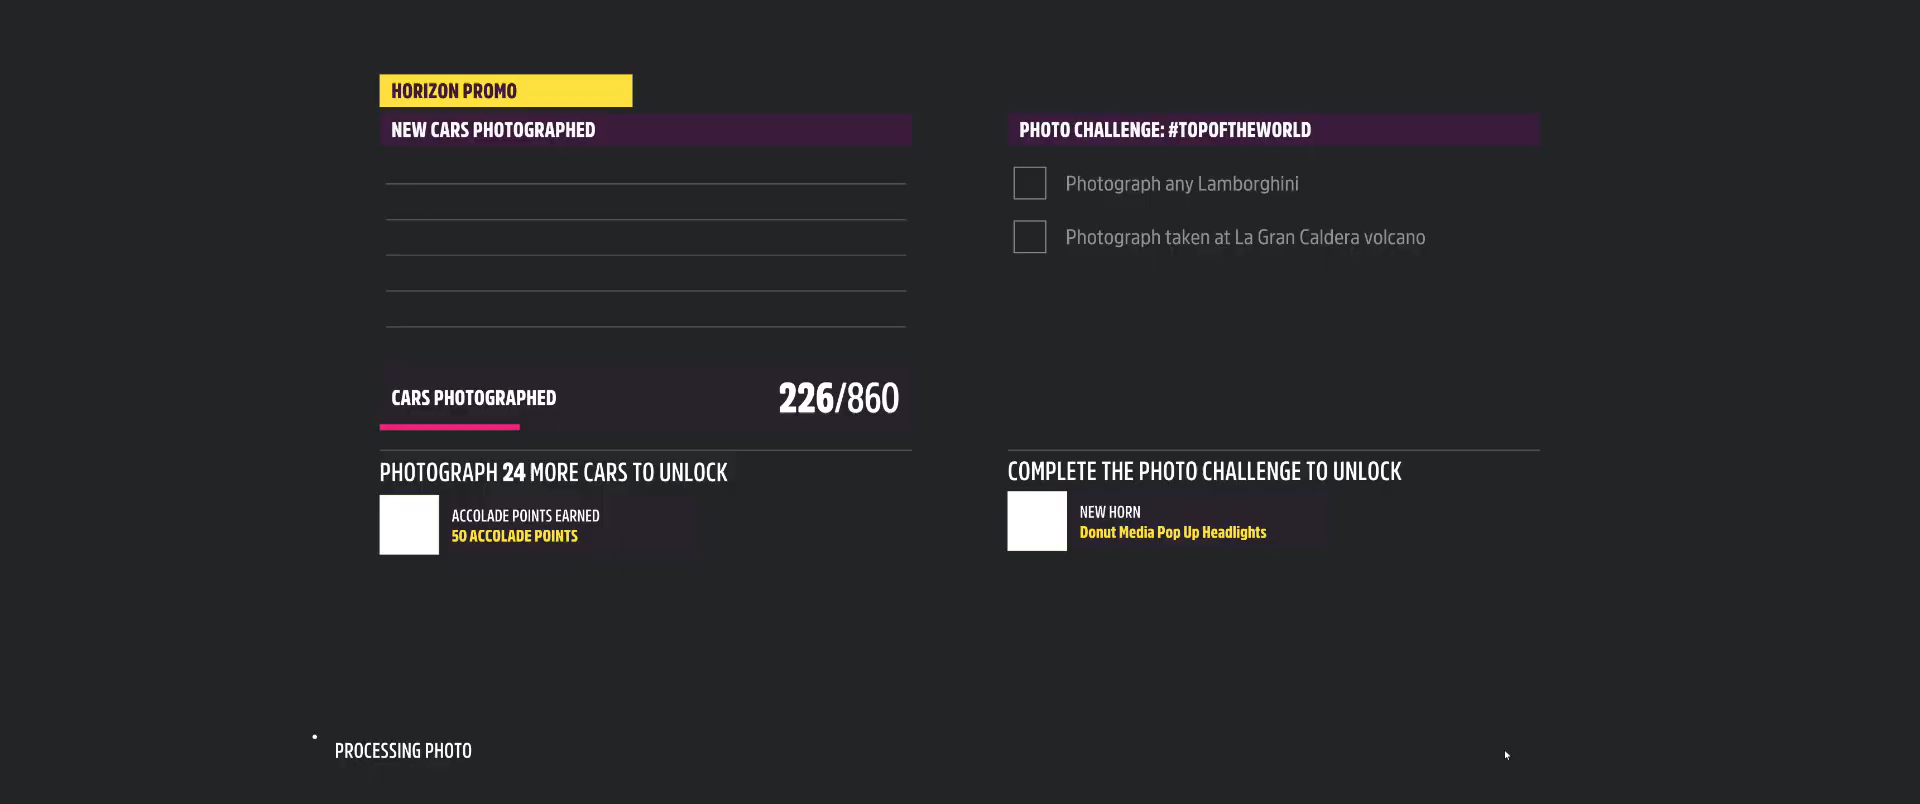 HORIZON PROMO
NEW CARS PHOTOGRAPHED
CARS PHOTOGRAPHED 226/860
PHOTOGRAPH 24 MORE CARS TO UNLOCK
ACCOLADE POINTS EARNED
50 ACCOLADE POINTS
PHOTO CHALLENGE: #TOPOFTHEWORLD
Photograph any Lamborghini
Photograph taken at La Gran Caldera volcano
COMPLETE THE PHOTO CHALLENGE TO UNLOCK
NEW HORN
Donut Media Pop Up Headlights
PROCESSING PHOTO